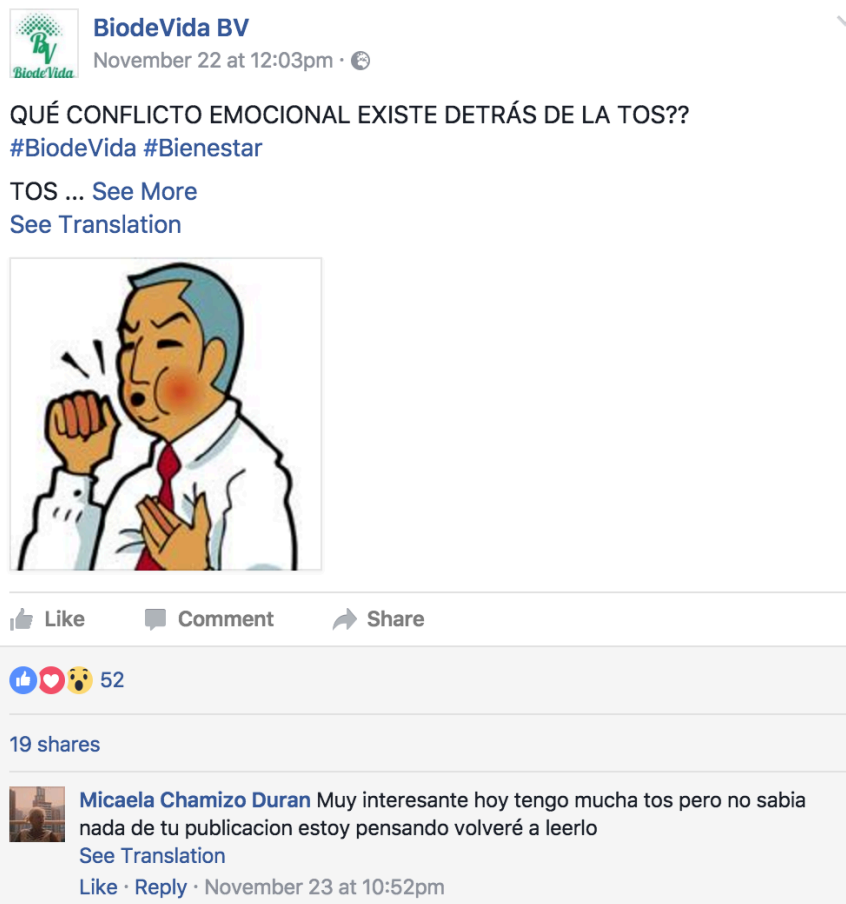 BV
BiodeVida
BiodeVida BV
November 22 at 12:03pm ·
QUÉ CONFLICTO EMOCIONAL EXISTE DETRÁS DE LA TOS??
#BiodeVida #Bienestar
TOS ... See More
See Translation
Like Comment Share
52
19 shares
Micaela Chamizo Duran Muy interesante hoy tengo mucha tos pero no sabia
nada de tu publicacion estoy pensando volveré a leerlo
See Translation
Like · Reply · November 23 at 10:52pm